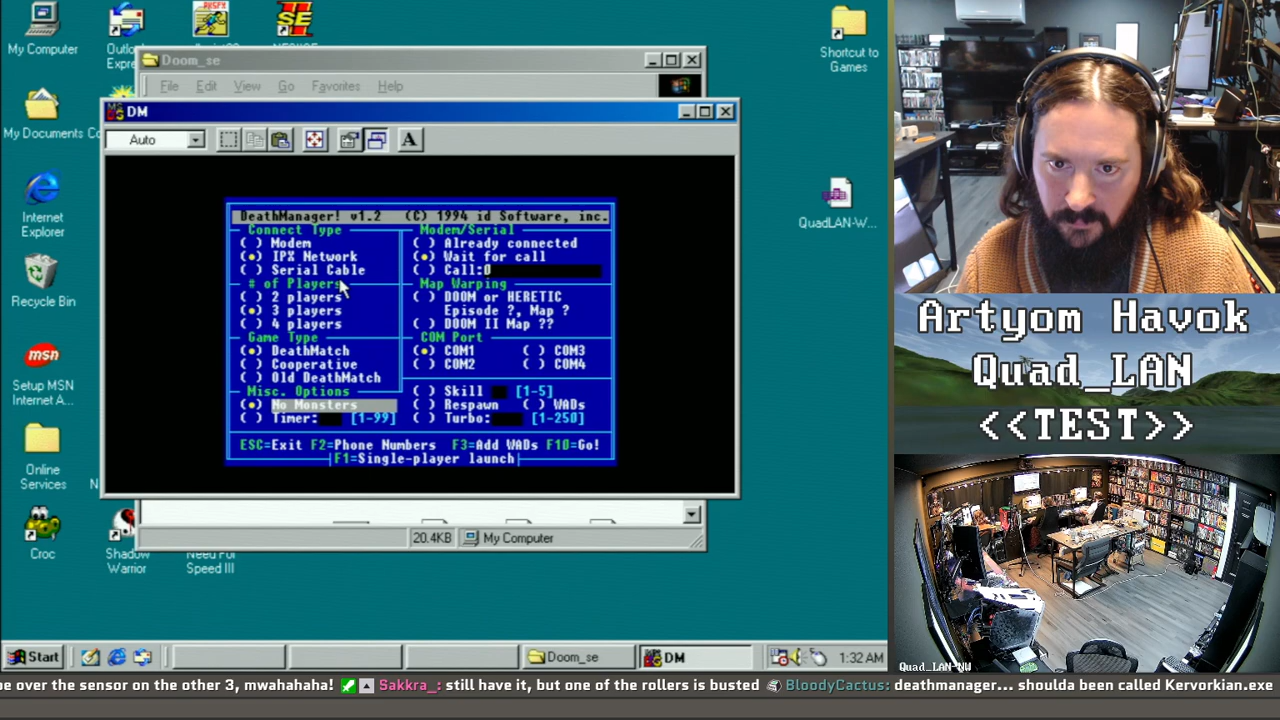 My Computer
Outlo
Expre
SE
Shortcut to
Games
Doom_se
File Edit View Go Favorites Help
My Documents
DM
Auto
A
Internet
Explorer
QuadLAN-W...
DeathManager! v1.2 (C) 1994 id Software, inc.
Connect Type
( ) Modem
(•) IPX Network
( ) Serial Cable
# of Players
( ) 2 players
(•) 3 players
( ) 4 players
Game Type
(•) DeathMatch
( ) Cooperative
( ) Old DeathMatch
Misc. Options
(•) No Monsters
( ) Timer: [1-99]
Modem/Serial
( ) Already connected
(•) Wait for call
( ) Call:0
Map Warping
( ) DOOM or HERETIC
Episode ?, Map ?
( ) DOOM II Map ??
COM Port
(•) COM1 ( ) COM3
( ) COM2 ( ) COM4
( ) Skill [1-5]
( ) Respawn ( ) WADs
( ) Turbo: [1-250]
ESC=Exit F2=Phone Numbers F3=Add WADs F10=Go!
F1=Single-player launch
Recycle Bin
msn
Setup MSN
Internet A...
Online
Services
N
Croc
Shadow
Warrior
Need For
Speed III
20.4KB My Computer
Start
Doom_se
DM
1:32 AM
Artyom Havok
Quad_LAN
<<TEST>>
Quad_LAN-NW
pe over the sensor on the other 3, mwahahaha! Sakkra_: still have it, but one of the rollers is busted BloodyCactus: deathmanager... shoulda been called Kervorkian.exe